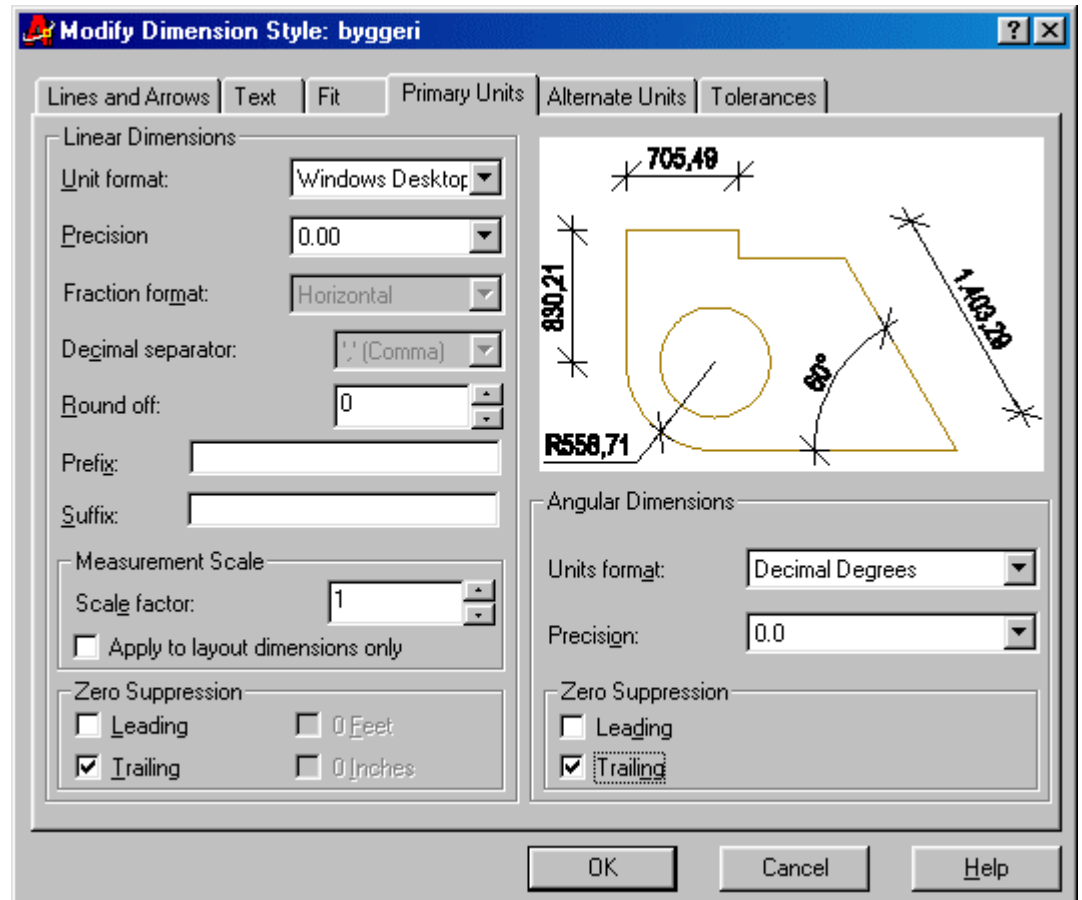 Modify Dimension Style: byggeri
Lines and Arrows Text Fit Primary Units Alternate Units Tolerances
Linear Dimensions
Unit format: Windows Desktop
Precision 0.00
Fraction format: Horizontal
Decimal separator: ',' (Comma)
Round off: 0
Prefix:
Suffix:
Measurement Scale
Scale factor: 1
Apply to layout dimensions only
Zero Suppression
Leading 0 Feet
Trailing 0 Inches
705,49
830,21
1.403,29
60°
R558,71
Angular Dimensions
Units format: Decimal Degrees
Precision: 0.0
Zero Suppression
Leading
Trailing
OK Cancel Help